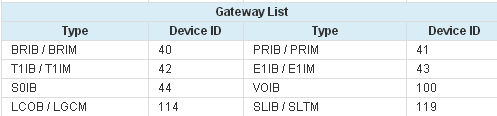 Gateway List
Type Device ID Type Device ID
BRIB / BRIM 40 PRIB / PRIM 41
T1IB / T1IM 42 E1IB / E1IM 43
S0IB 44 VOIB 100
LCOB / LGCM 114 SLIB / SLTM 119